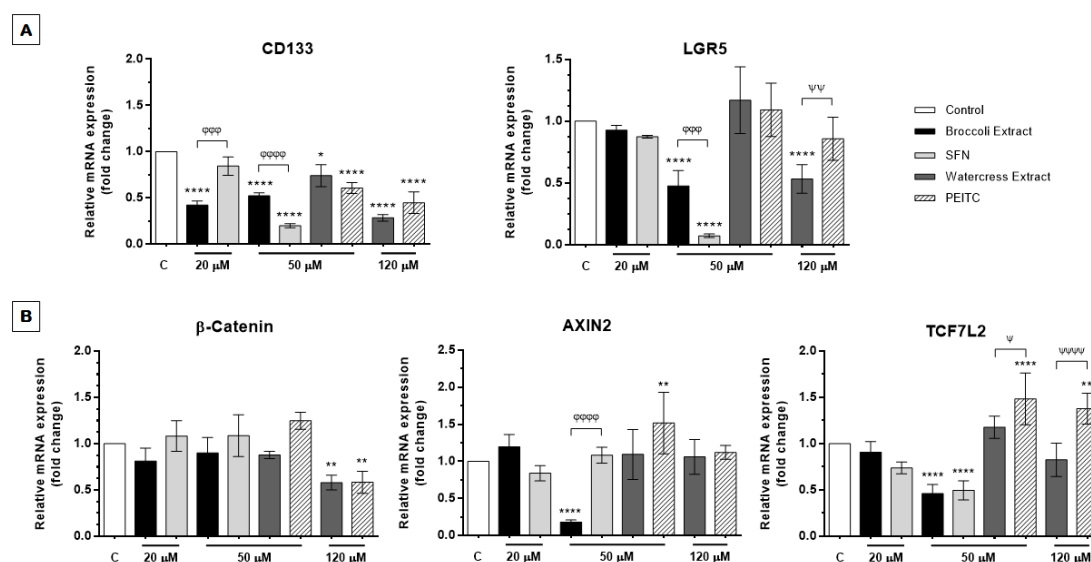 A
CD133
Relative mRNA expression
(fold change)
2.0
1.5
1.0
0.5
0.0
****
φφφ
****
φφφφ
****
*
****
****
****
C
20 μM
50 μM
120 μM
LGR5
Relative mRNA expression
(fold change)
1.5
1.0
0.5
0.0
****
φφφ
****
****
ψψ
C
20 μM
50 μM
120 μM
Control
Broccoli Extract
SFN
Watercress Extract
PEITC
B
β-Catenin
Relative mRNA expression
(fold change)
2.0
1.5
1.0
0.5
0.0
**
**
C
20 μM
50 μM
120 μM
AXIN2
Relative mRNA expression
(fold change)
2.5
2.0
1.5
1.0
0.5
0.0
****
φφφφ
**
C
20 μM
50 μM
120 μM
TCF7L2
Relative mRNA expression
(fold change)
2.0
1.5
1.0
0.5
0.0
****
****
ψ
****
ψψψψ
**
C
20 μM
50 μM
120 μM